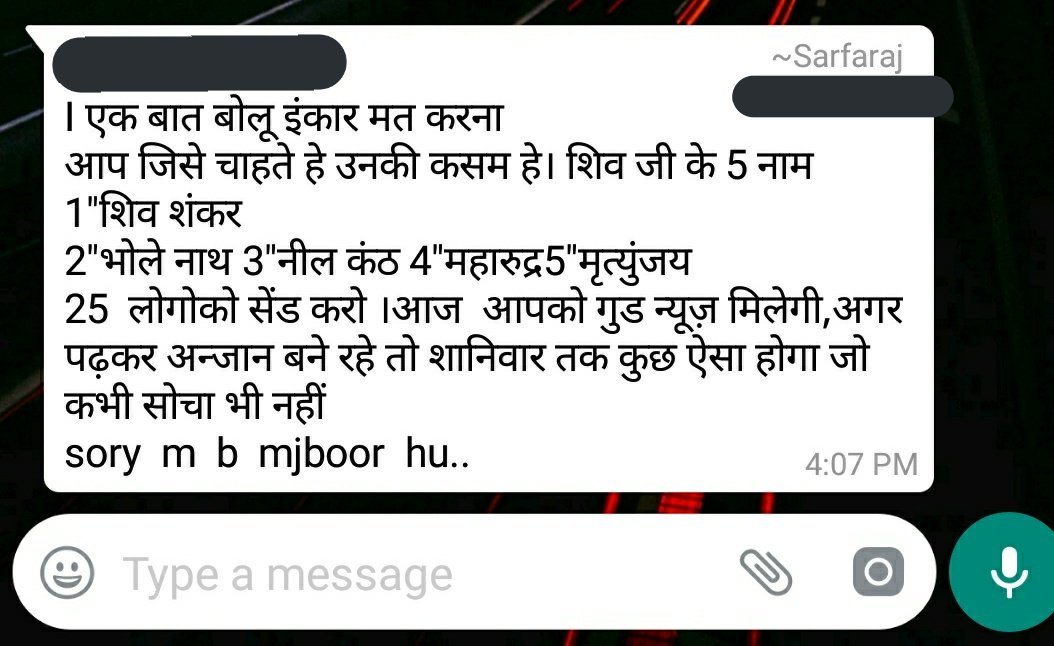 ~Sarfaraj
। एक बात बोलू इंकार मत करना
आप जिसे चाहते हे उनकी कसम हे। शिव जी के 5 नाम
1"शिव शंकर
2"भोले नाथ 3"नील कंठ 4"महारुद्र5"मृत्युंजय
25 लोगोको सेंड करो ।आज आपको गुड न्यूज़ मिलेगी,अगर
पढ़कर अन्जान बने रहे तो शानिवार तक कुछ ऐसा होगा जो
कभी सोचा भी नहीं
sory m b mjboor hu..
4:07 PM
Type a message